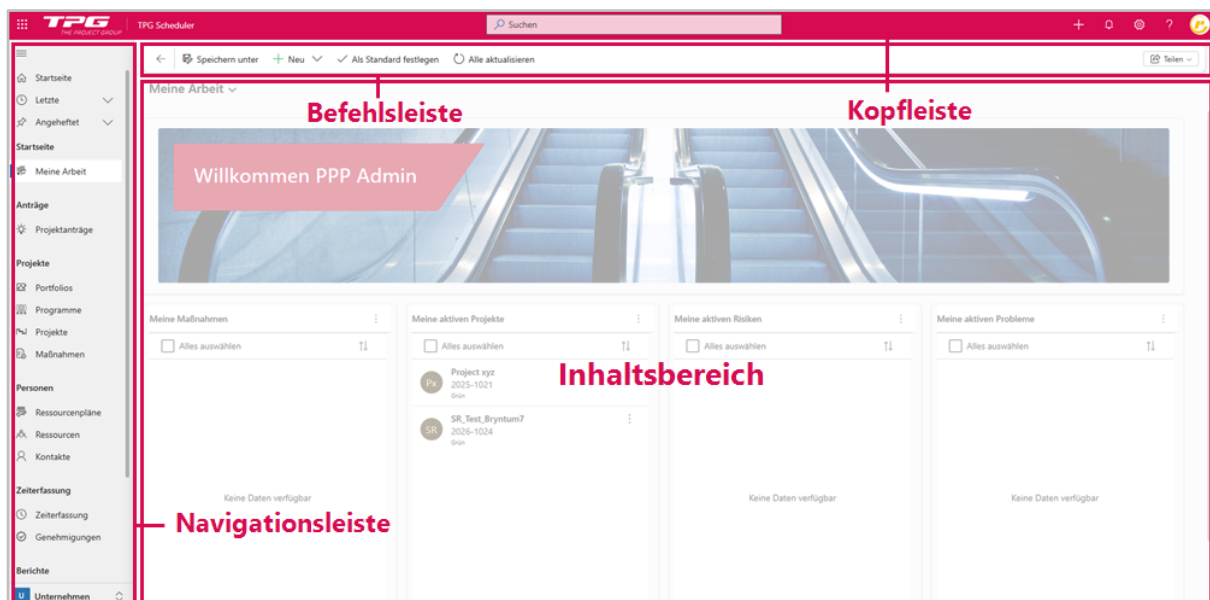 TPG
THE PROJECT GROUP
TPG Scheduler
Suchen
Speichern unter
Neu
Als Standard festlegen
Alle aktualisieren
Teilen
Startseite
Letzte
Angeheftet
Startseite
Meine Arbeit
Anträge
Projektanträge
Projekte
Portfolios
Programme
Projekte
Maßnahmen
Personen
Ressourcenpläne
Ressourcen
Kontakte
Zeiterfassung
Zeiterfassung
Genehmigungen
Berichte
U Unternehmen
Meine Arbeit
Befehlsleiste
Kopfleiste
Willkommen PPP Admin
Meine Maßnahmen
Alles auswählen
Keine Daten verfügbar
Meine aktiven Projekte
Alles auswählen
Px
Project xyz
2025-1021
Grün
SR
SR_Test_Bryntum7
2026-1024
Grün
Meine aktiven Risiken
Alles auswählen
Keine Daten verfügbar
Meine aktiven Probleme
Alles auswählen
Keine Daten verfügbar
Inhaltsbereich
Navigationsleiste